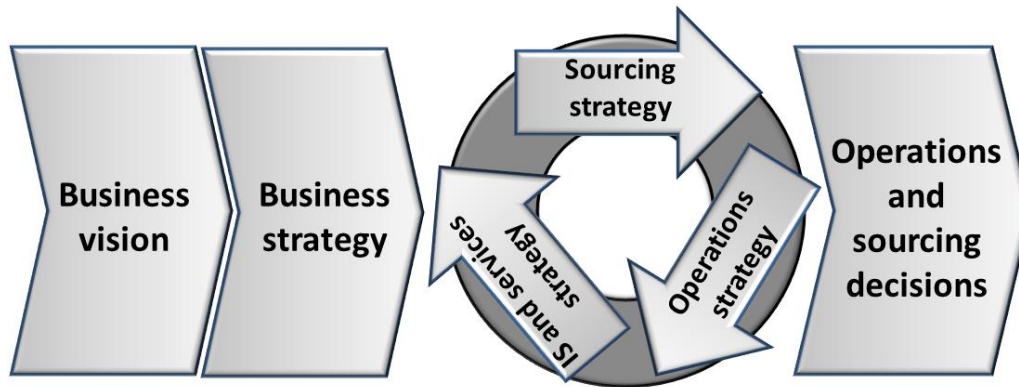 Business
vision
Business
strategy
Sourcing
strategy
Operations
strategy
IS and services
strategy
Operations
and
sourcing
decisions